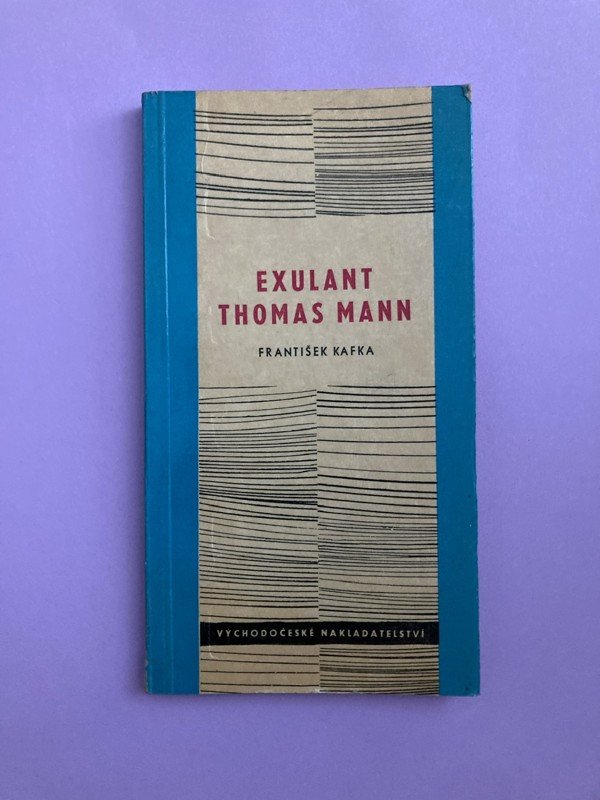 EXULANT
THOMAS MANN
FRANTIŠEK KAFKA
VÝCHODOČESKÉ NAKLADATELSTVÍ